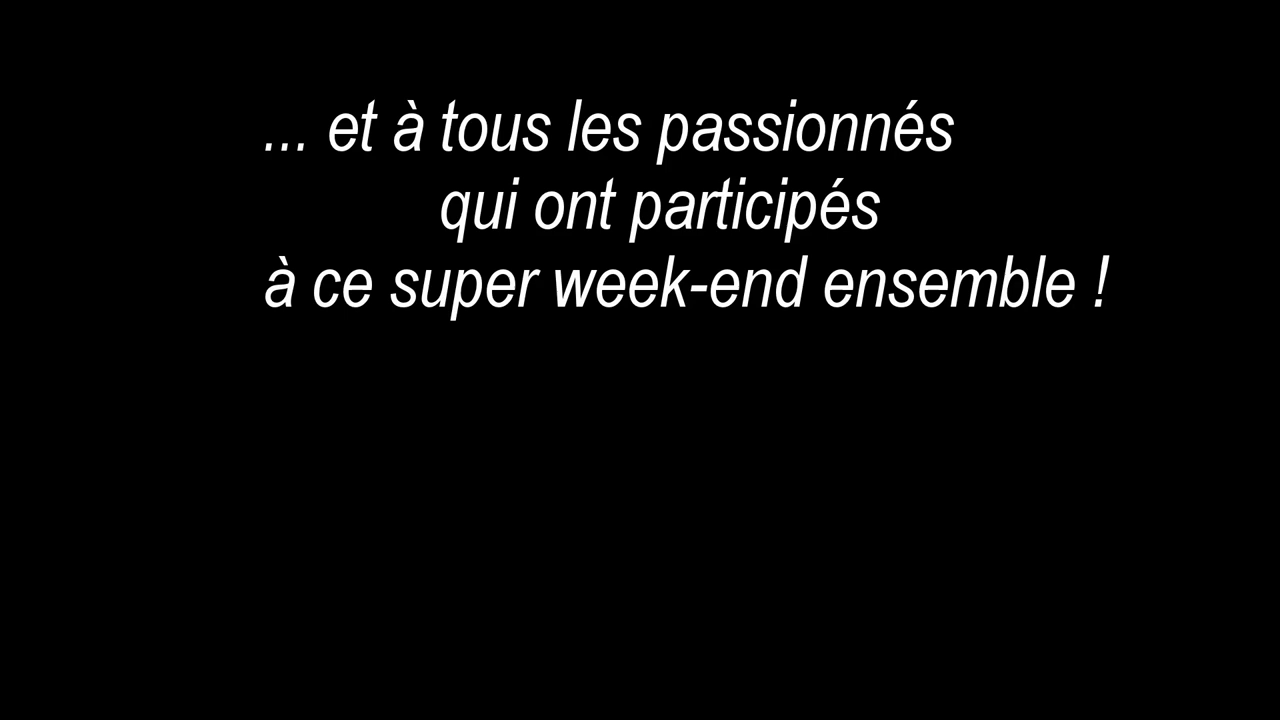 ... et à tous les passionnés
qui ont participés
à ce super week-end ensemble !